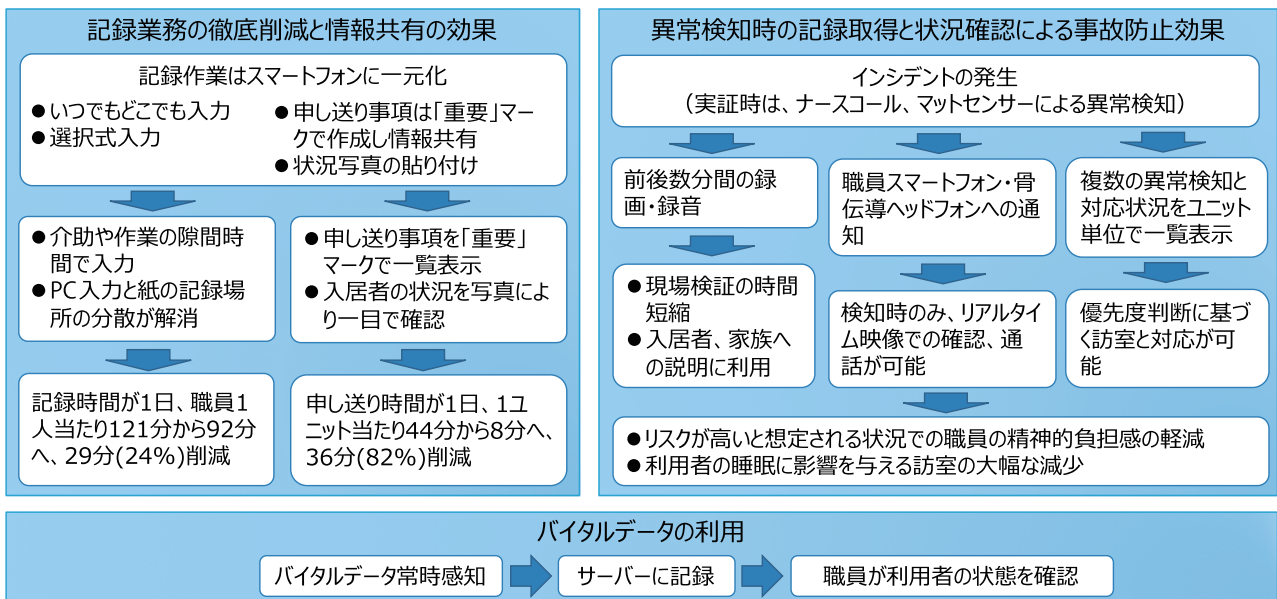 記録業務の徹底削減と情報共有の効果
記録作業はスマートフォンに一元化
●いつでもどこでも入力
●選択式入力
●申し送り事項は「重要」マー
クで作成し情報共有
●状況写真の貼り付け
●介助や作業の隙間時
間で入力
●PC入力と紙の記録場
所の分散が解消
●申し送り事項を「重要」
マークで一覧表示
●入居者の状況を写真によ
り一目で確認
記録時間が1日、職員1
人当たり121分から92分
へ、29分(24%)削減
申し送り時間が1日、1ユ
ニット当たり44分から8分へ、
36分(82%)削減
異常検知時の記録取得と状況確認による事故防止効果
インシデントの発生
（実証時は、ナースコール、マットセンサーによる異常検知）
前後数分間の録
画・録音
職員スマートフォン・骨
伝導ヘッドフォンへの通
知
複数の異常検知と
対応状況をユニット
単位で一覧表示
●現場検証の時間
短縮
●入居者、家族へ
の説明に利用
検知時のみ、リアルタイ
ム映像での確認、通
話が可能
優先度判断に基づ
く訪室と対応が可
能
●リスクが高いと想定される状況での職員の精神的負担感の軽減
●利用者の睡眠に影響を与える訪室の大幅な減少
バイタルデータの利用
バイタルデータ常時感知
サーバーに記録
職員が利用者の状態を確認